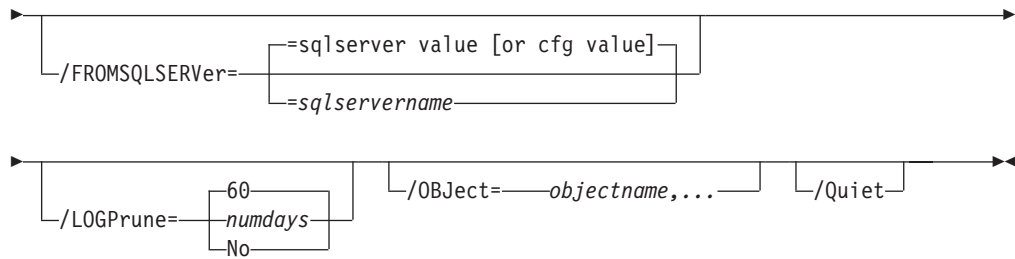 =sqlserver value [or cfg value]
/FROMSQLSERVer=
=sqlservername
60
/OBJect= objectname,...
/Quiet
/LOGPrune= numdays
No